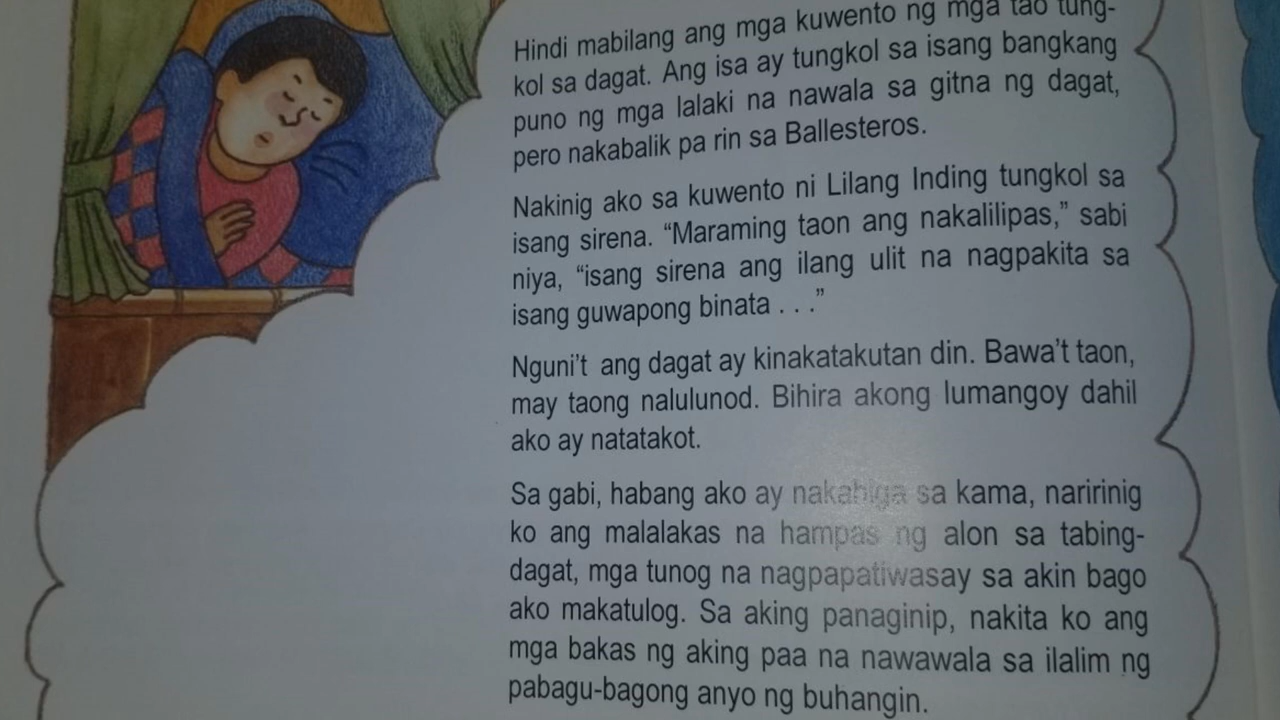 Hindi mabilang ang mga kuwento ng mga tao tung-
kol sa dagat. Ang isa ay tungkol sa isang bangkang
puno ng mga lalaki na nawala sa gitna ng dagat,
pero nakabalik pa rin sa Ballesteros.
Nakinig ako sa kuwento ni Lilang Inding tungkol sa
isang sirena. “Maraming taon ang nakalilipas,” sabi
niya, “isang sirena ang ilang ulit na nagpakita sa
isang guwapong binata . . .”
Nguni’t ang dagat ay kinakatakutan din. Bawa’t taon,
may taong nalulunod. Bihira akong lumangoy dahil
ako ay natatakot.
Sa gabi, habang ako ay nakahiga sa kama, naririnig
ko ang malalakas na hampas ng alon sa tabing-
dagat, mga tunog na nagpapatiwasay sa akin bago
ako makatulog. Sa aking panaginip, nakita ko ang
mga bakas ng aking paa na nawawala sa ilalim ng
pabagu-bagong anyo ng buhangin.